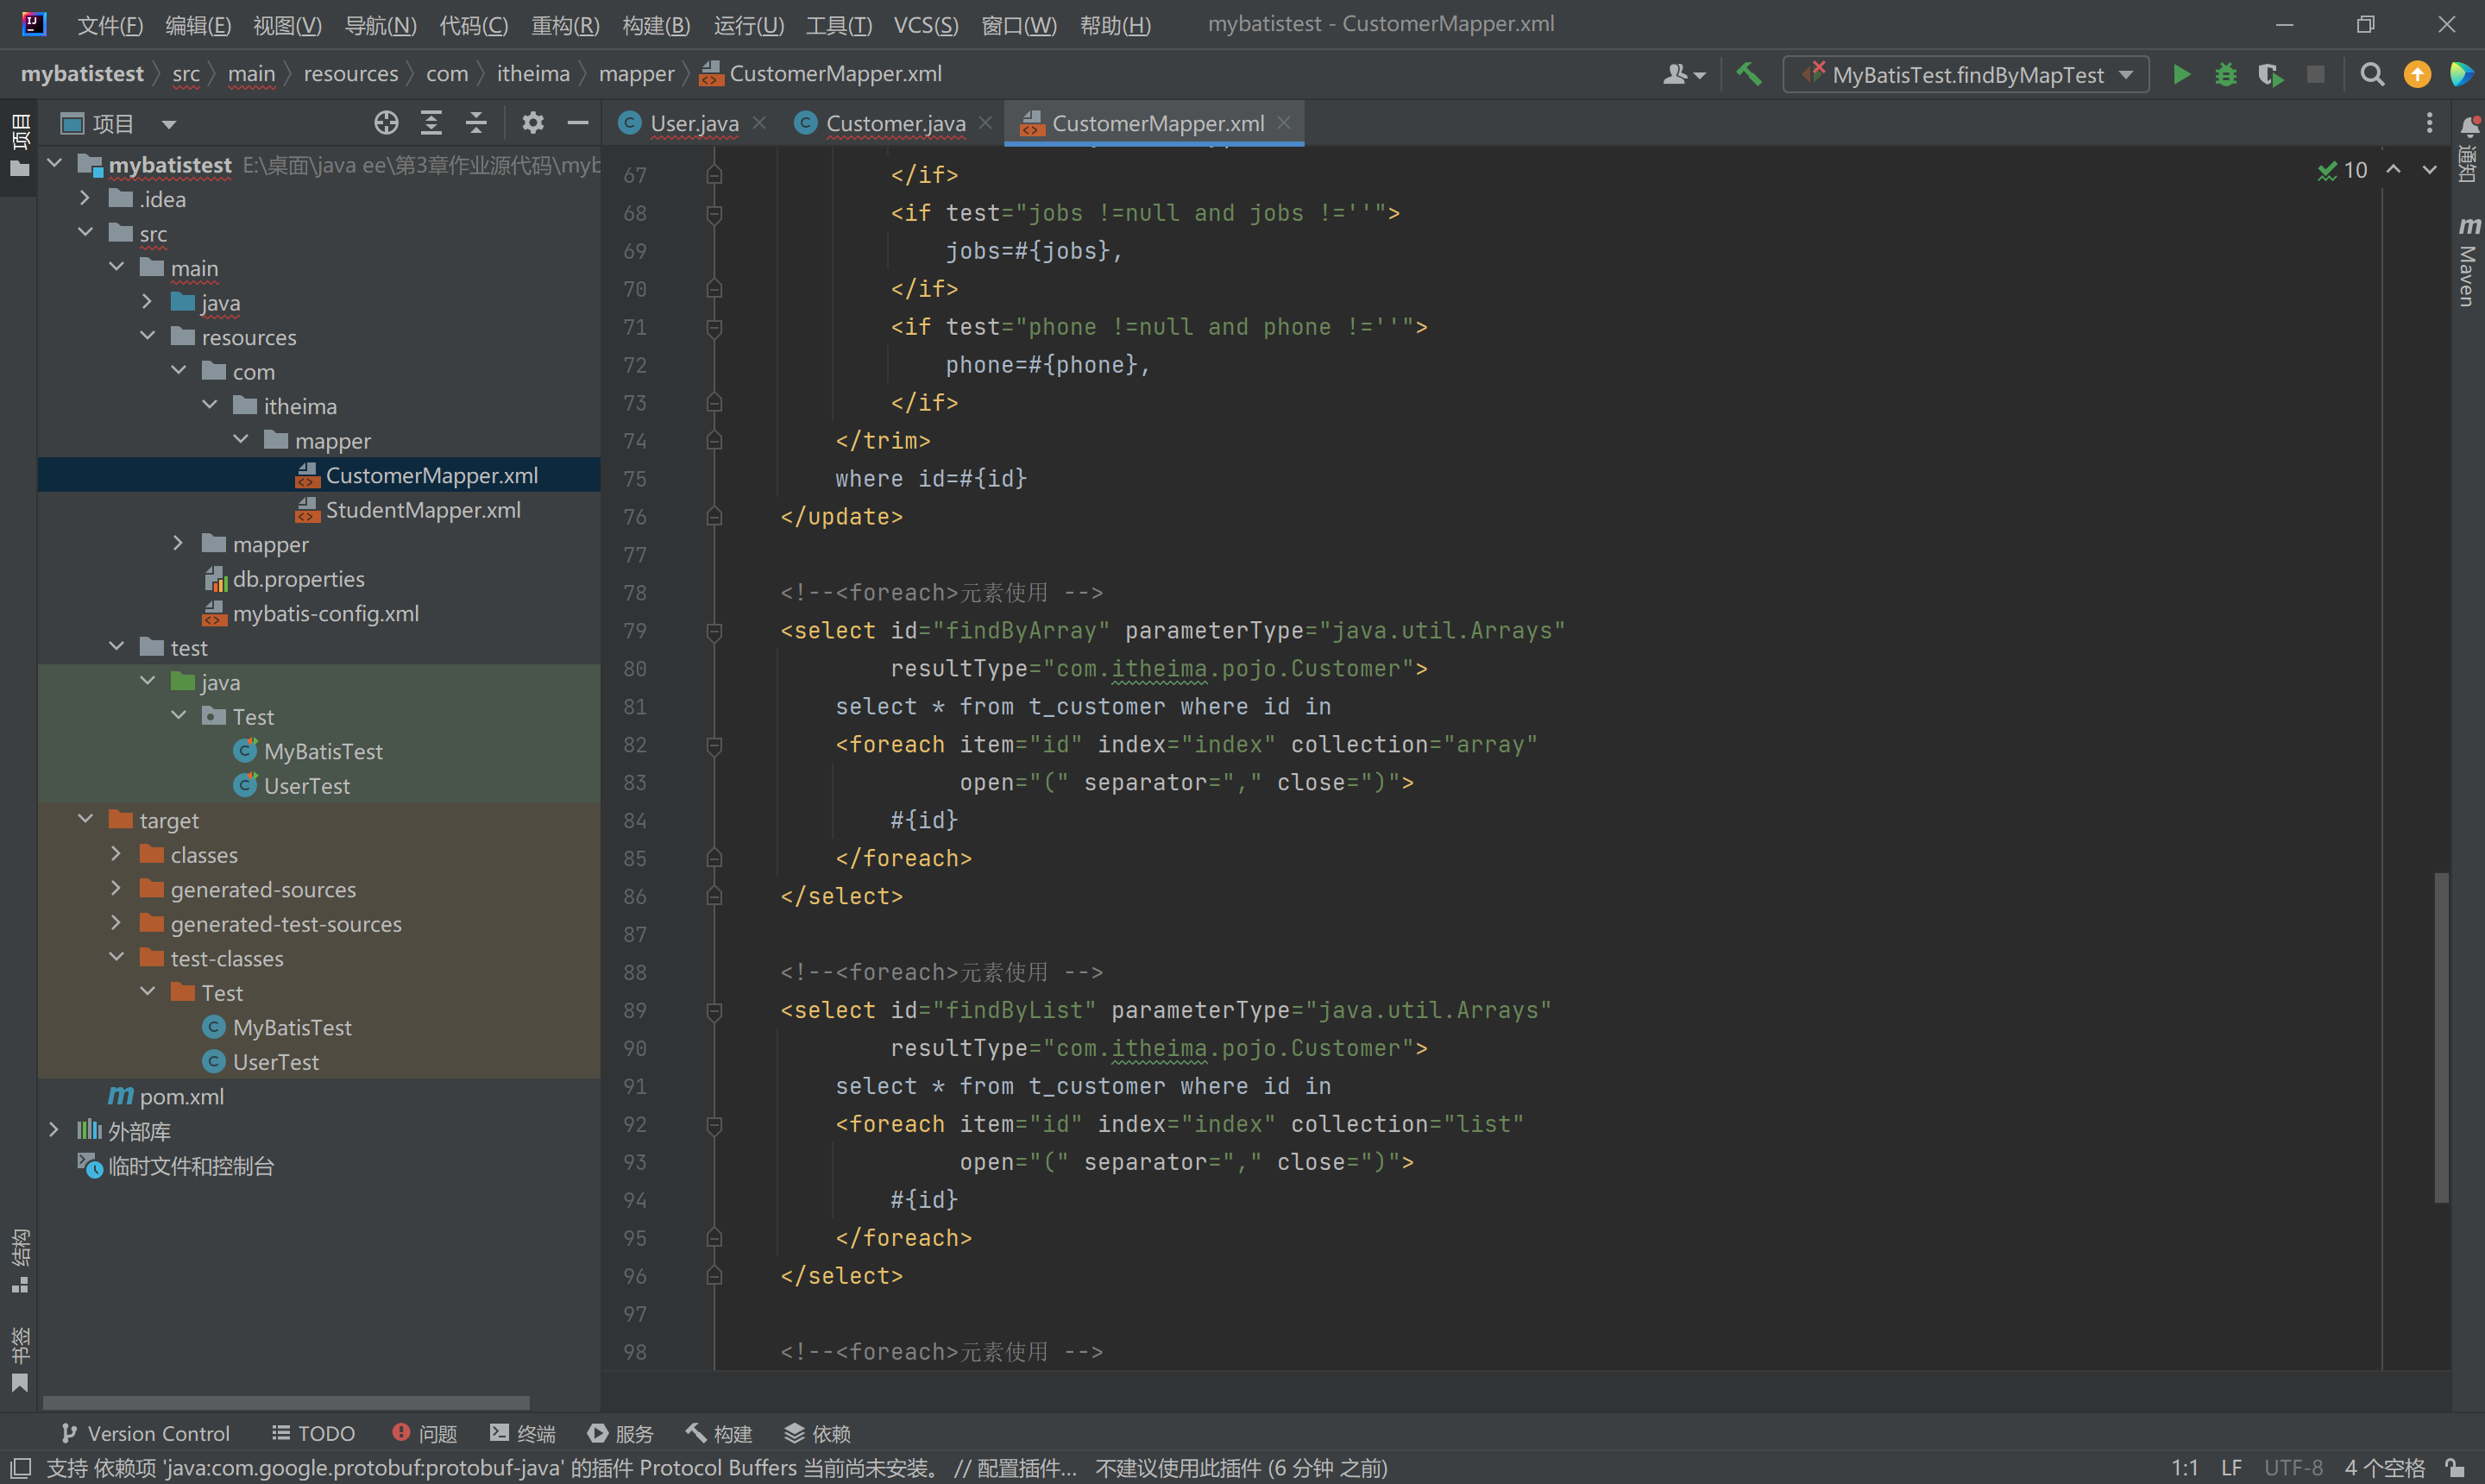 文件(F) 编辑(E) 视图(V) 导航(N) 代码(C) 重构(R) 构建(B) 运行(U) 工具(T) VCS(S) 窗口(W) 帮助(H) mybatistest - CustomerMapper.xml
mybatistest src main resources com itheima mapper CustomerMapper.xml MyBatisTest.findByMapTest
项目
项目
User.java Customer.java CustomerMapper.xml
通知
Maven
结构
书签
mybatistest E:\桌面\java ee\第3章作业源代码\myb
.idea
src
main
java
resources
com
itheima
mapper
CustomerMapper.xml
StudentMapper.xml
mapper
db.properties
mybatis-config.xml
test
java
Test
MyBatisTest
UserTest
target
classes
generated-sources
generated-test-sources
test-classes
Test
MyBatisTest
UserTest
pom.xml
外部库
临时文件和控制台
10
67 </if>
68 <if test="jobs !=null and jobs !=''">
69 jobs=#{jobs},
70 </if>
71 <if test="phone !=null and phone !=''">
72 phone=#{phone},
73 </if>
74 </trim>
75 where id=#{id}
76 </update>
77
78 <!--<foreach>元素使用 -->
79 <select id="findByArray" parameterType="java.util.Arrays"
80 resultType="com.itheima.pojo.Customer">
81 select * from t_customer where id in
82 <foreach item="id" index="index" collection="array"
83 open="(" separator="," close=")">
84 #{id}
85 </foreach>
86 </select>
87
88 <!--<foreach>元素使用 -->
89 <select id="findByList" parameterType="java.util.Arrays"
90 resultType="com.itheima.pojo.Customer">
91 select * from t_customer where id in
92 <foreach item="id" index="index" collection="list"
93 open="(" separator="," close=")">
94 #{id}
95 </foreach>
96 </select>
97
98 <!--<foreach>元素使用 -->
Version Control TODO 问题 终端 服务 构建 依赖
支持 依赖项 'java:com.google.protobuf:protobuf-java' 的插件 Protocol Buffers 当前尚未安装。 // 配置插件... 不建议使用此插件 (6 分钟 之前) 1:1 LF UTF-8 4 个空格